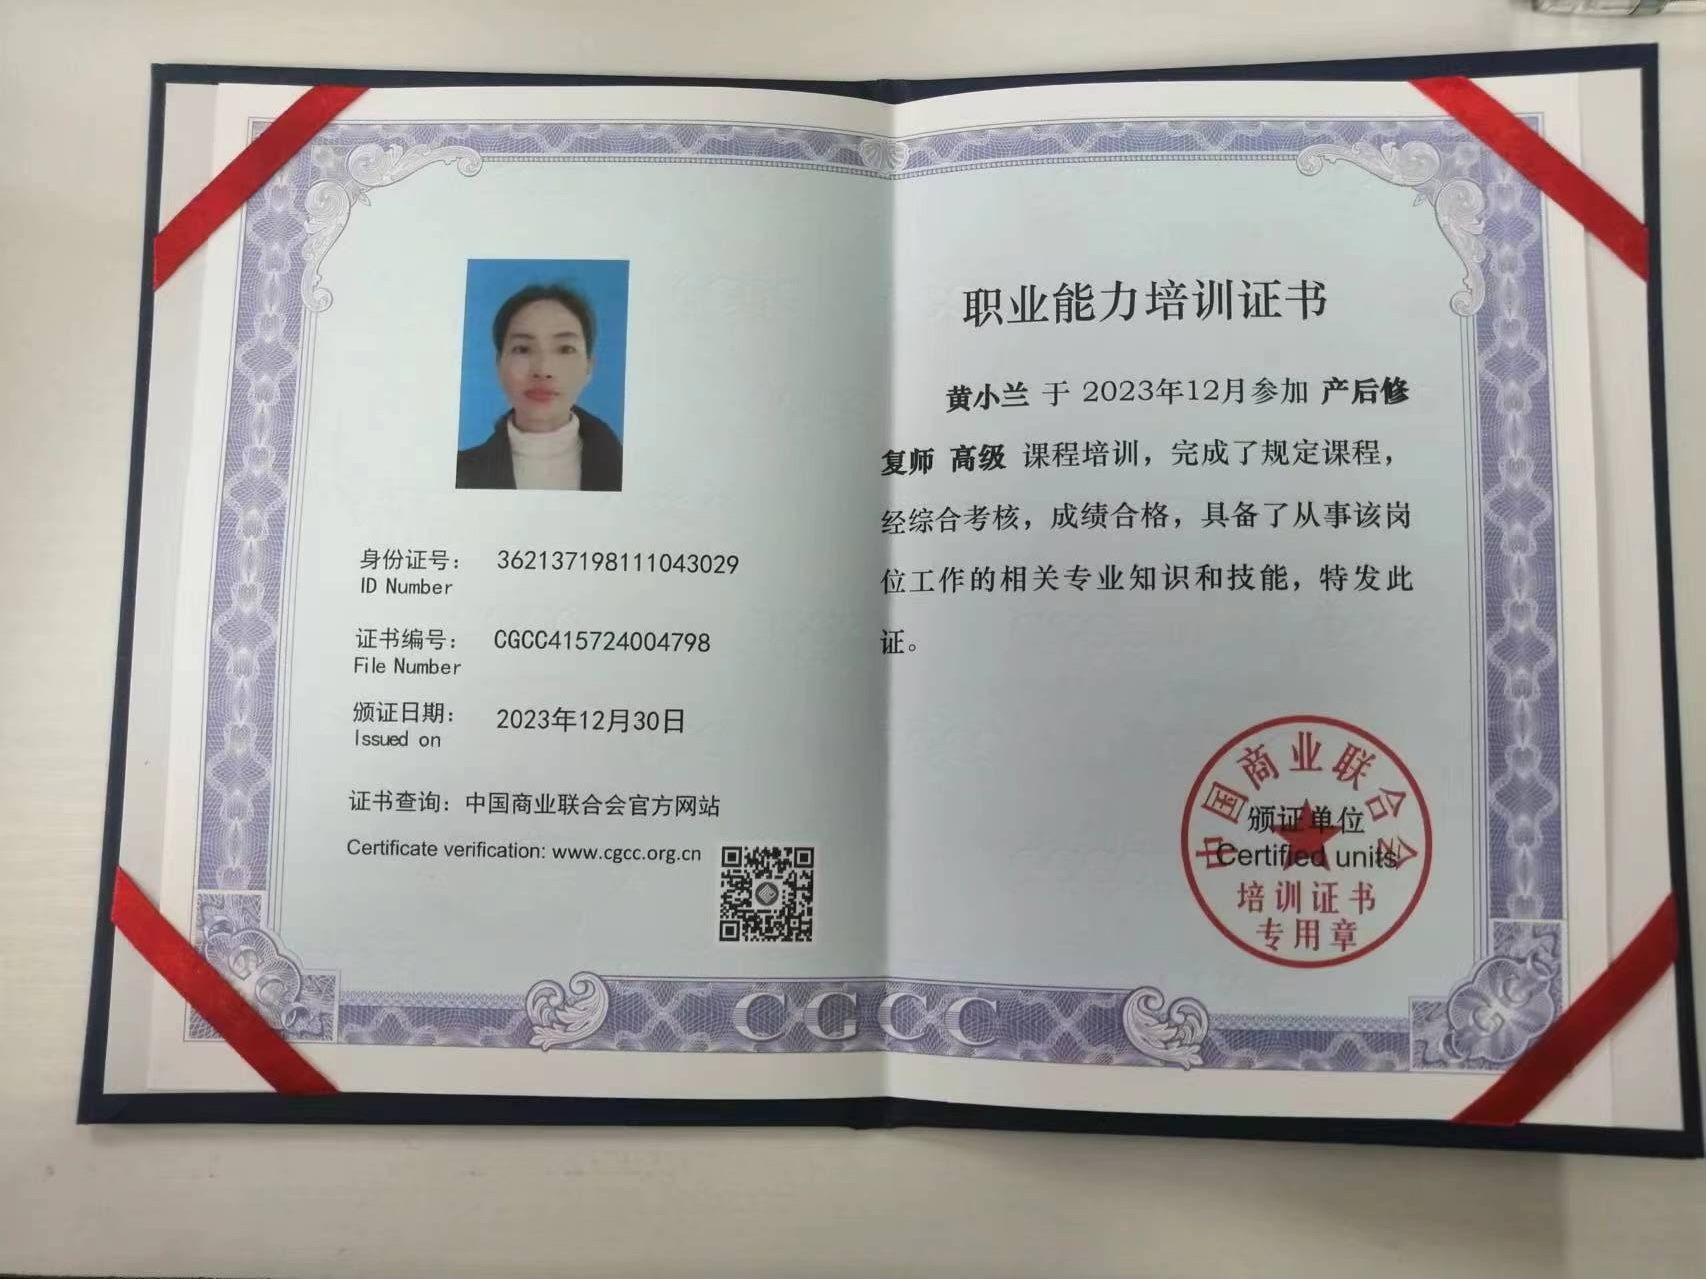 身份证号： 362137198111043029
ID Number
证书编号： CGCC415724004798
File Number
颁证日期： 2023年12月30日
Issued on
证书查询：中国商业联合会官方网站
Certificate verification: www.cgcc.org.cn
职业能力培训证书
黄小兰 于 2023年12月参加 产后修
复师 高级 课程培训，完成了规定课程，
经综合考核，成绩合格，具备了从事该岗
位工作的相关专业知识和技能，特发此
证。
中国商业联合会
颁证单位
Certified units
培训证书
专用章
CGCC